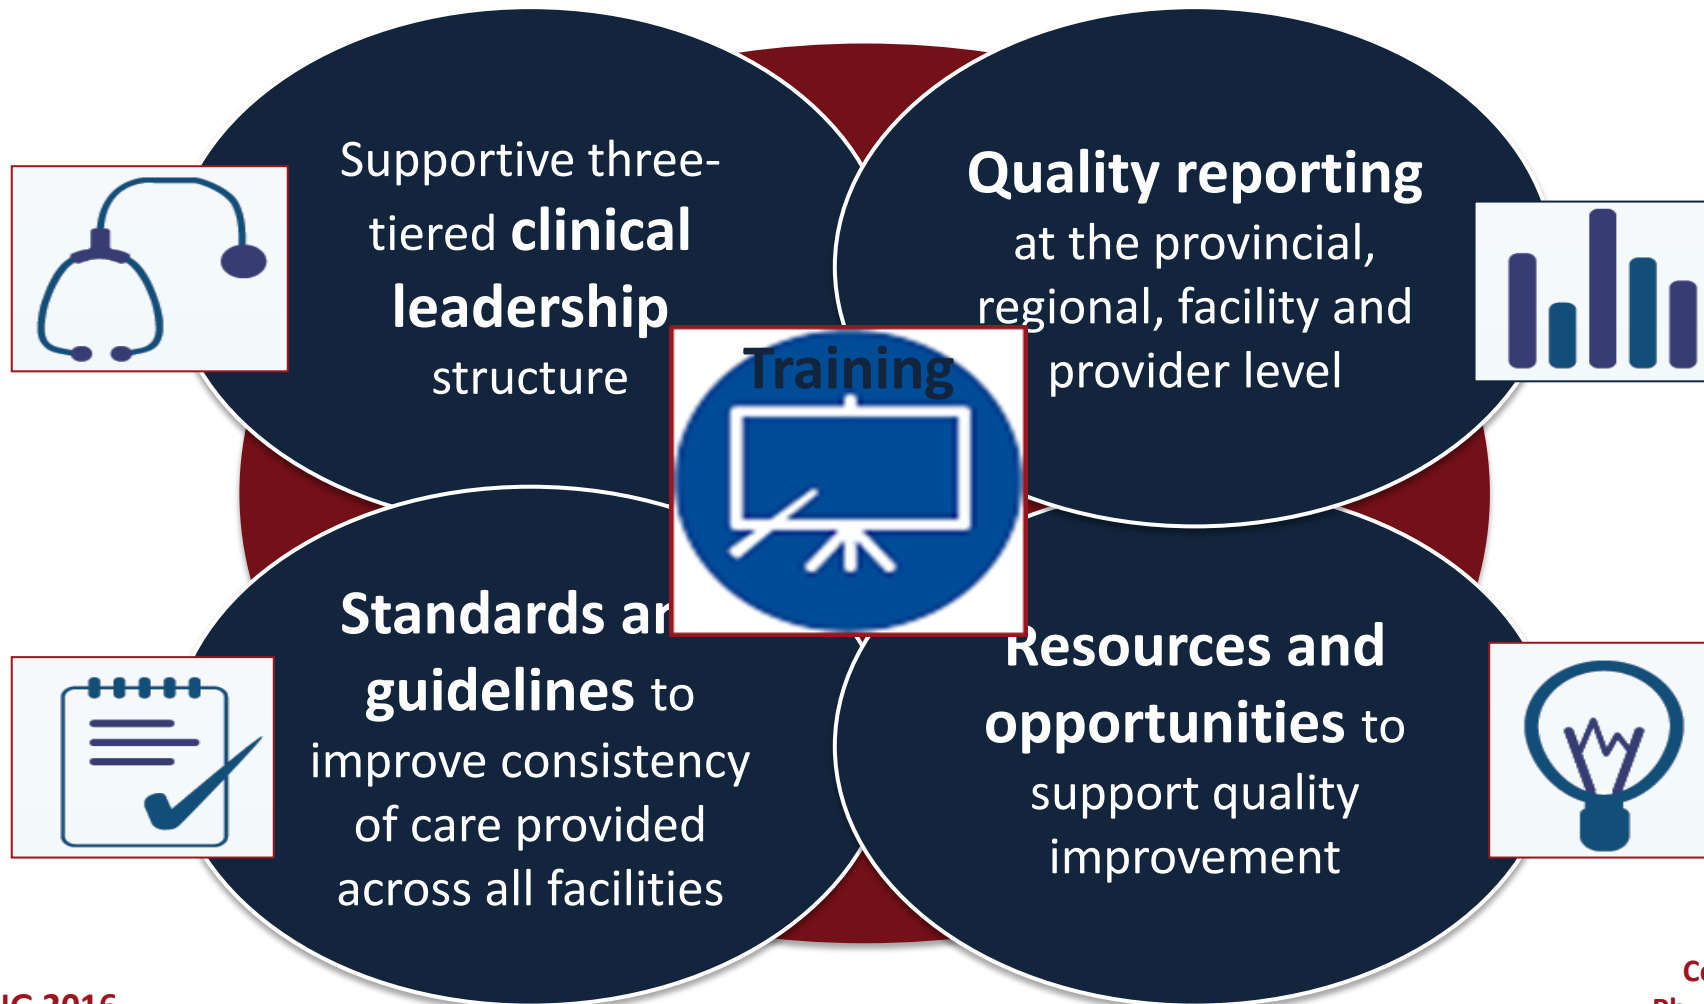 Supportive three-
tiered clinical
leadership
structure
Quality reporting
at the provincial,
regional, facility and
provider level
Training
Standards
guidelines to
improve consistency
of care provided
across all facilities
Resources and
opportunities to
support quality
improvement
2016